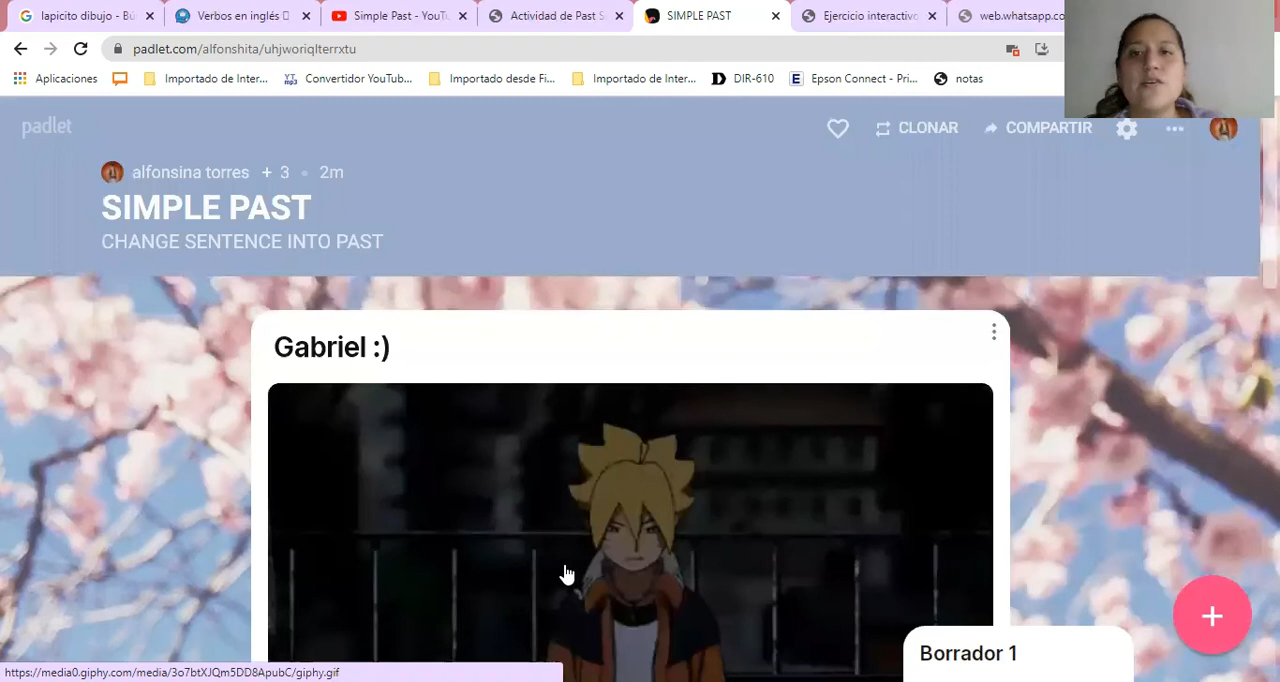 lapicito dibujo - Bú
Verbos en inglés
Simple Past - YouTu
Actividad de Past S
SIMPLE PAST
Ejercicio interactivo
web.whatsapp.co
padlet.com/alfonshita/uhjworiqlterrxtu
Aplicaciones
Importado de Inter...
Convertidor YouTub...
Importado desde Fi...
Importado de Inter...
DIR-610
Epson Connect - Pri...
notas
padlet
CLONAR
COMPARTIR
alfonsina torres + 3 • 2m
SIMPLE PAST
CHANGE SENTENCE INTO PAST
Gabriel :)
Borrador 1
https://media0.giphy.com/media/3o7btXJQm5DD8ApubC/giphy.gif